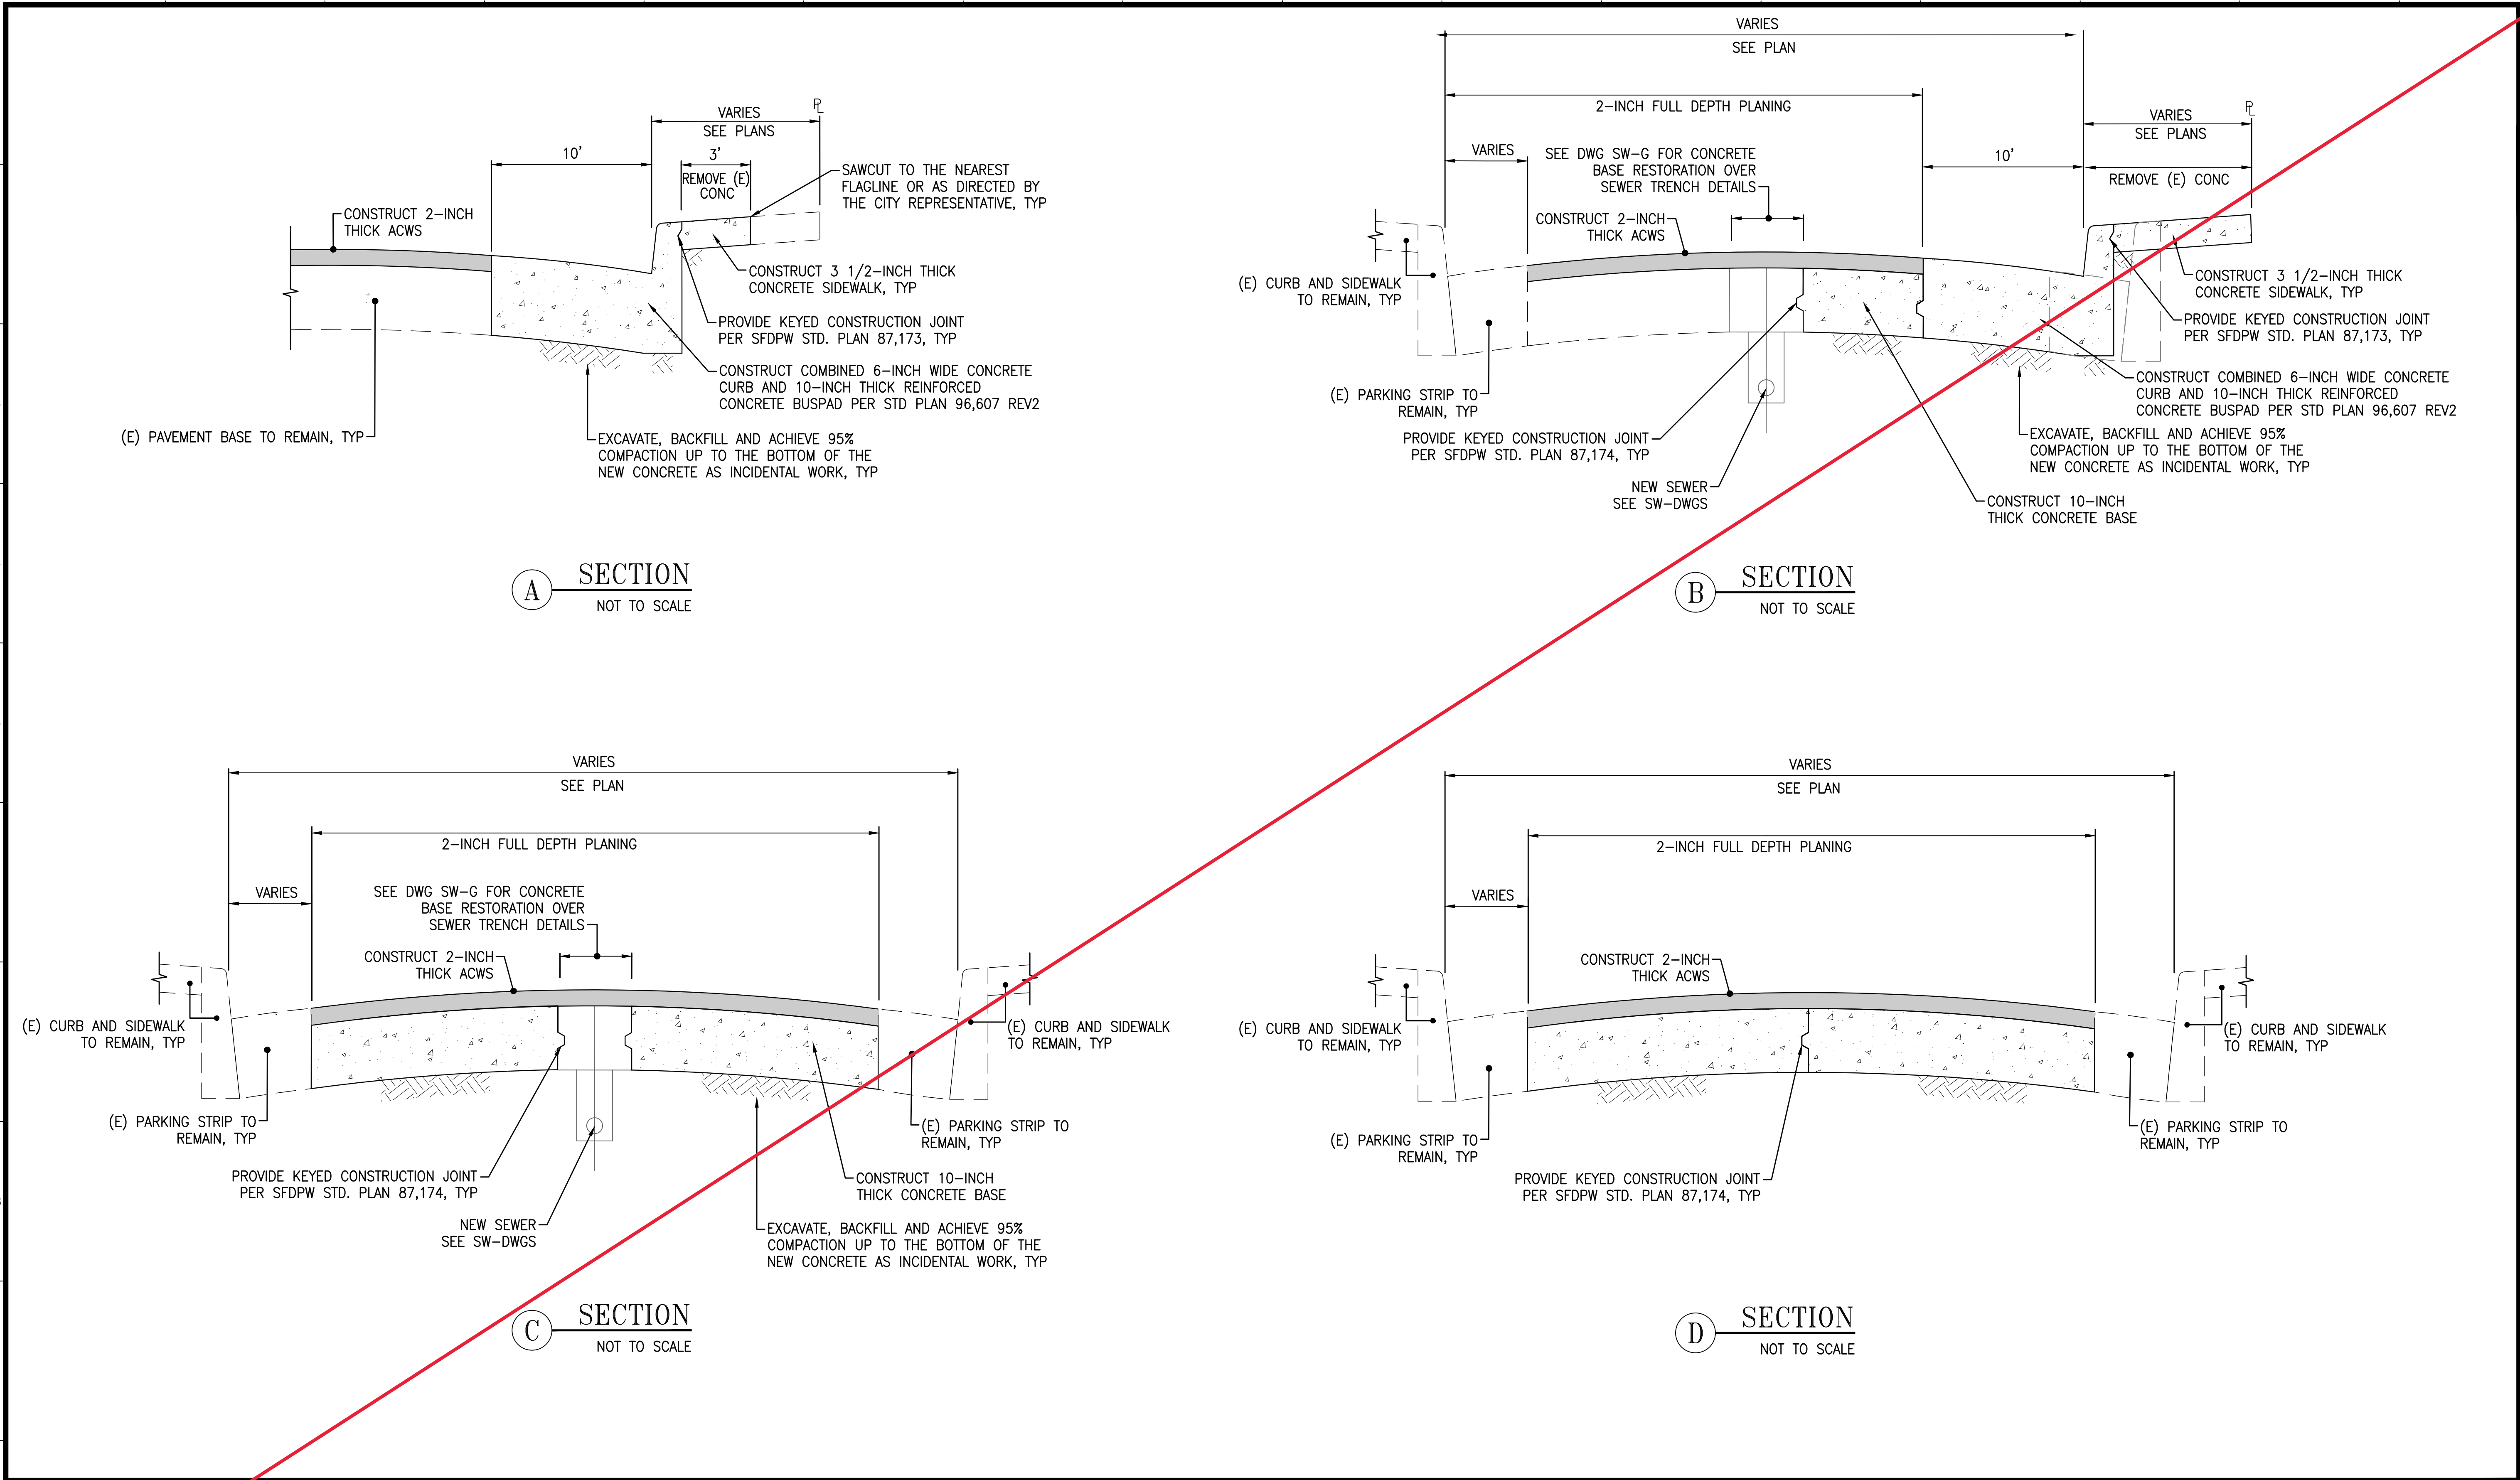 VARIES
SEE PLANS
PL
10'
3'
REMOVE (E)
CONC
SAWCUT TO THE NEAREST
FLAGLINE OR AS DIRECTED BY
THE CITY REPRESENTATIVE, TYP
CONSTRUCT 2-INCH
THICK ACWS
CONSTRUCT 3 1/2-INCH THICK
CONCRETE SIDEWALK, TYP
PROVIDE KEYED CONSTRUCTION JOINT
PER SFDPW STD. PLAN 87,173, TYP
CONSTRUCT COMBINED 6-INCH WIDE CONCRETE
CURB AND 10-INCH THICK REINFORCED
CONCRETE BUSPAD PER STD PLAN 96,607 REV2
(E) PAVEMENT BASE TO REMAIN, TYP
EXCAVATE, BACKFILL AND ACHIEVE 95%
COMPACTION UP TO THE BOTTOM OF THE
NEW CONCRETE AS INCIDENTAL WORK, TYP
A SECTION
NOT TO SCALE
VARIES
SEE PLAN
2-INCH FULL DEPTH PLANING
VARIES
SEE PLANS
PL
VARIES
SEE DWG SW-G FOR CONCRETE
BASE RESTORATION OVER
SEWER TRENCH DETAILS
10'
REMOVE (E) CONC
CONSTRUCT 2-INCH
THICK ACWS
(E) CURB AND SIDEWALK
TO REMAIN, TYP
CONSTRUCT 3 1/2-INCH THICK
CONCRETE SIDEWALK, TYP
PROVIDE KEYED CONSTRUCTION JOINT
PER SFDPW STD. PLAN 87,173, TYP
CONSTRUCT COMBINED 6-INCH WIDE CONCRETE
CURB AND 10-INCH THICK REINFORCED
CONCRETE BUSPAD PER STD PLAN 96,607 REV2
(E) PARKING STRIP TO
REMAIN, TYP
PROVIDE KEYED CONSTRUCTION JOINT
PER SFDPW STD. PLAN 87,174, TYP
EXCAVATE, BACKFILL AND ACHIEVE 95%
COMPACTION UP TO THE BOTTOM OF THE
NEW CONCRETE AS INCIDENTAL WORK, TYP
NEW SEWER
SEE SW-DWGS
CONSTRUCT 10-INCH
THICK CONCRETE BASE
B SECTION
NOT TO SCALE
VARIES
SEE PLAN
2-INCH FULL DEPTH PLANING
VARIES
SEE DWG SW-G FOR CONCRETE
BASE RESTORATION OVER
SEWER TRENCH DETAILS
CONSTRUCT 2-INCH
THICK ACWS
(E) CURB AND SIDEWALK
TO REMAIN, TYP
(E) CURB AND SIDEWALK
TO REMAIN, TYP
(E) PARKING STRIP TO
REMAIN, TYP
(E) PARKING STRIP TO
REMAIN, TYP
PROVIDE KEYED CONSTRUCTION JOINT
PER SFDPW STD. PLAN 87,174, TYP
CONSTRUCT 10-INCH
THICK CONCRETE BASE
NEW SEWER
SEE SW-DWGS
EXCAVATE, BACKFILL AND ACHIEVE 95%
COMPACTION UP TO THE BOTTOM OF THE
NEW CONCRETE AS INCIDENTAL WORK, TYP
C SECTION
NOT TO SCALE
VARIES
SEE PLAN
2-INCH FULL DEPTH PLANING
VARIES
CONSTRUCT 2-INCH
THICK ACWS
(E) CURB AND SIDEWALK
TO REMAIN, TYP
(E) CURB AND SIDEWALK
TO REMAIN, TYP
(E) PARKING STRIP TO
REMAIN, TYP
(E) PARKING STRIP TO
REMAIN, TYP
PROVIDE KEYED CONSTRUCTION JOINT
PER SFDPW STD. PLAN 87,174, TYP
D SECTION
NOT TO SCALE